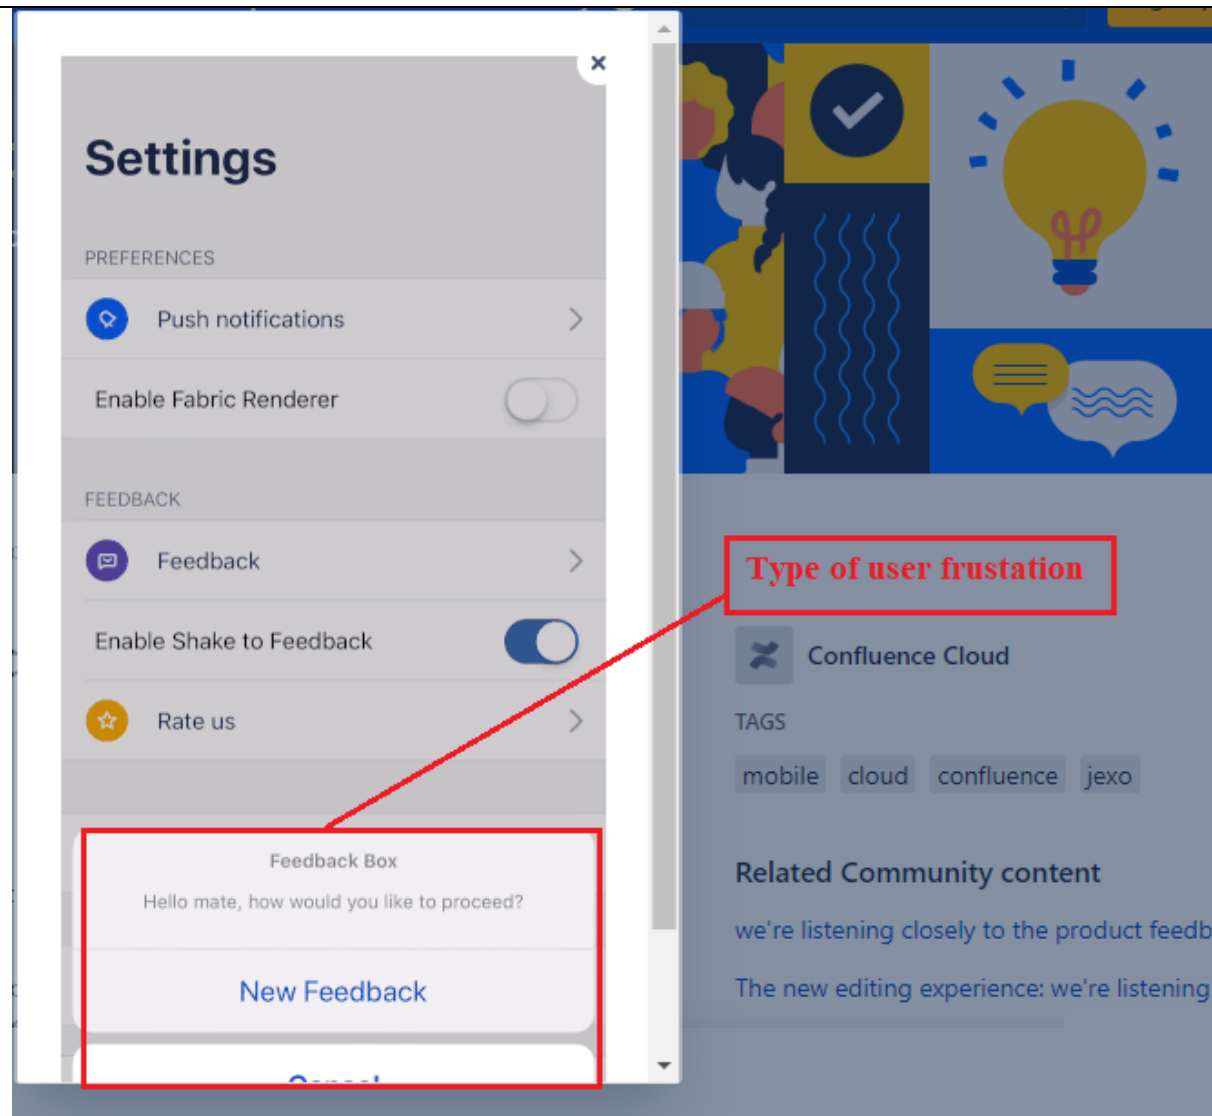 Settings
PREFERENCES
Push notifications
Enable Fabric Renderer
FEEDBACK
Feedback
Enable Shake to Feedback
Rate us
Feedback Box
Hello mate, how would you like to proceed?
New Feedback
Cancel
Type of user frustation
Confluence Cloud
TAGS
mobile cloud confluence jexo
Related Community content
we're listening closely to the product feedb
The new editing experience: we're listening